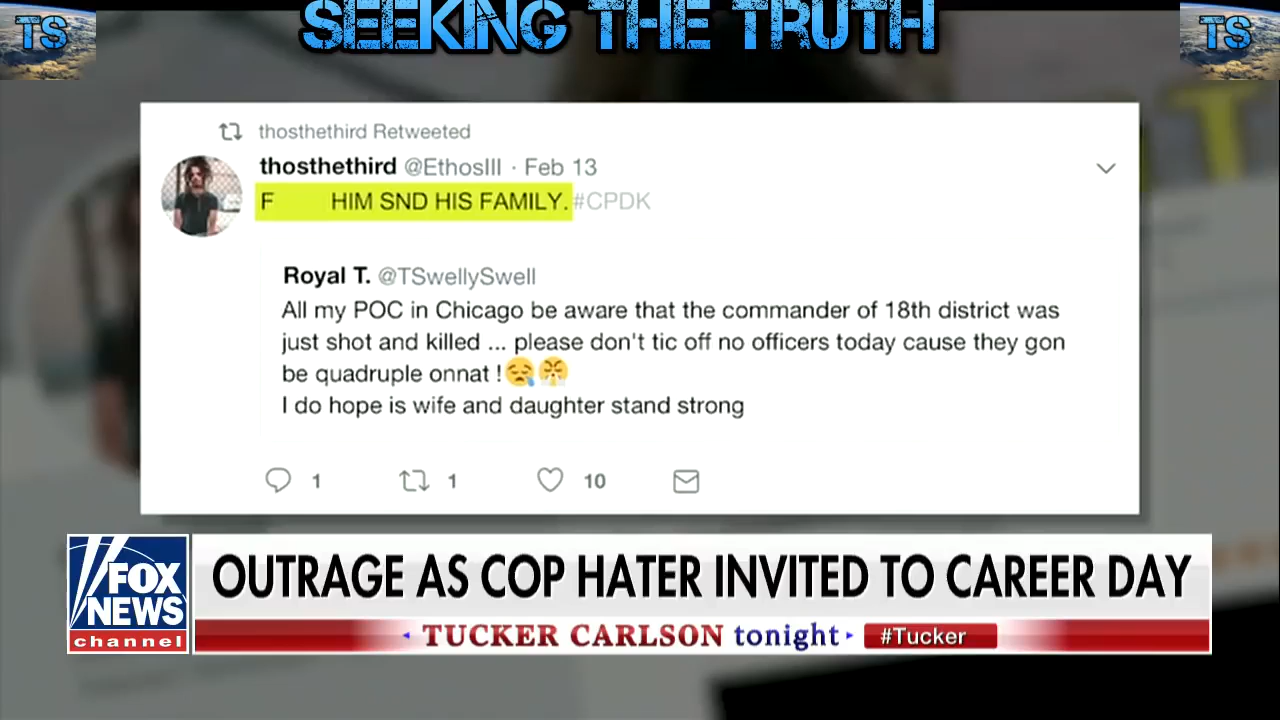 TS
SEEKING THE TRUTH
TS
thosthethird Retweeted
thosthethird @EthosIII · Feb 13
F HIM SND HIS FAMILY. #CPDK
Royal T. @TSwellySwell
All my POC in Chicago be aware that the commander of 18th district was
just shot and killed ... please don't tic off no officers today cause they gon
be quadruple onnat !😪😤
I do hope is wife and daughter stand strong
1 1 10
FOX
NEWS
channel
OUTRAGE AS COP HATER INVITED TO CAREER DAY
TUCKER CARLSON tonight #Tucker